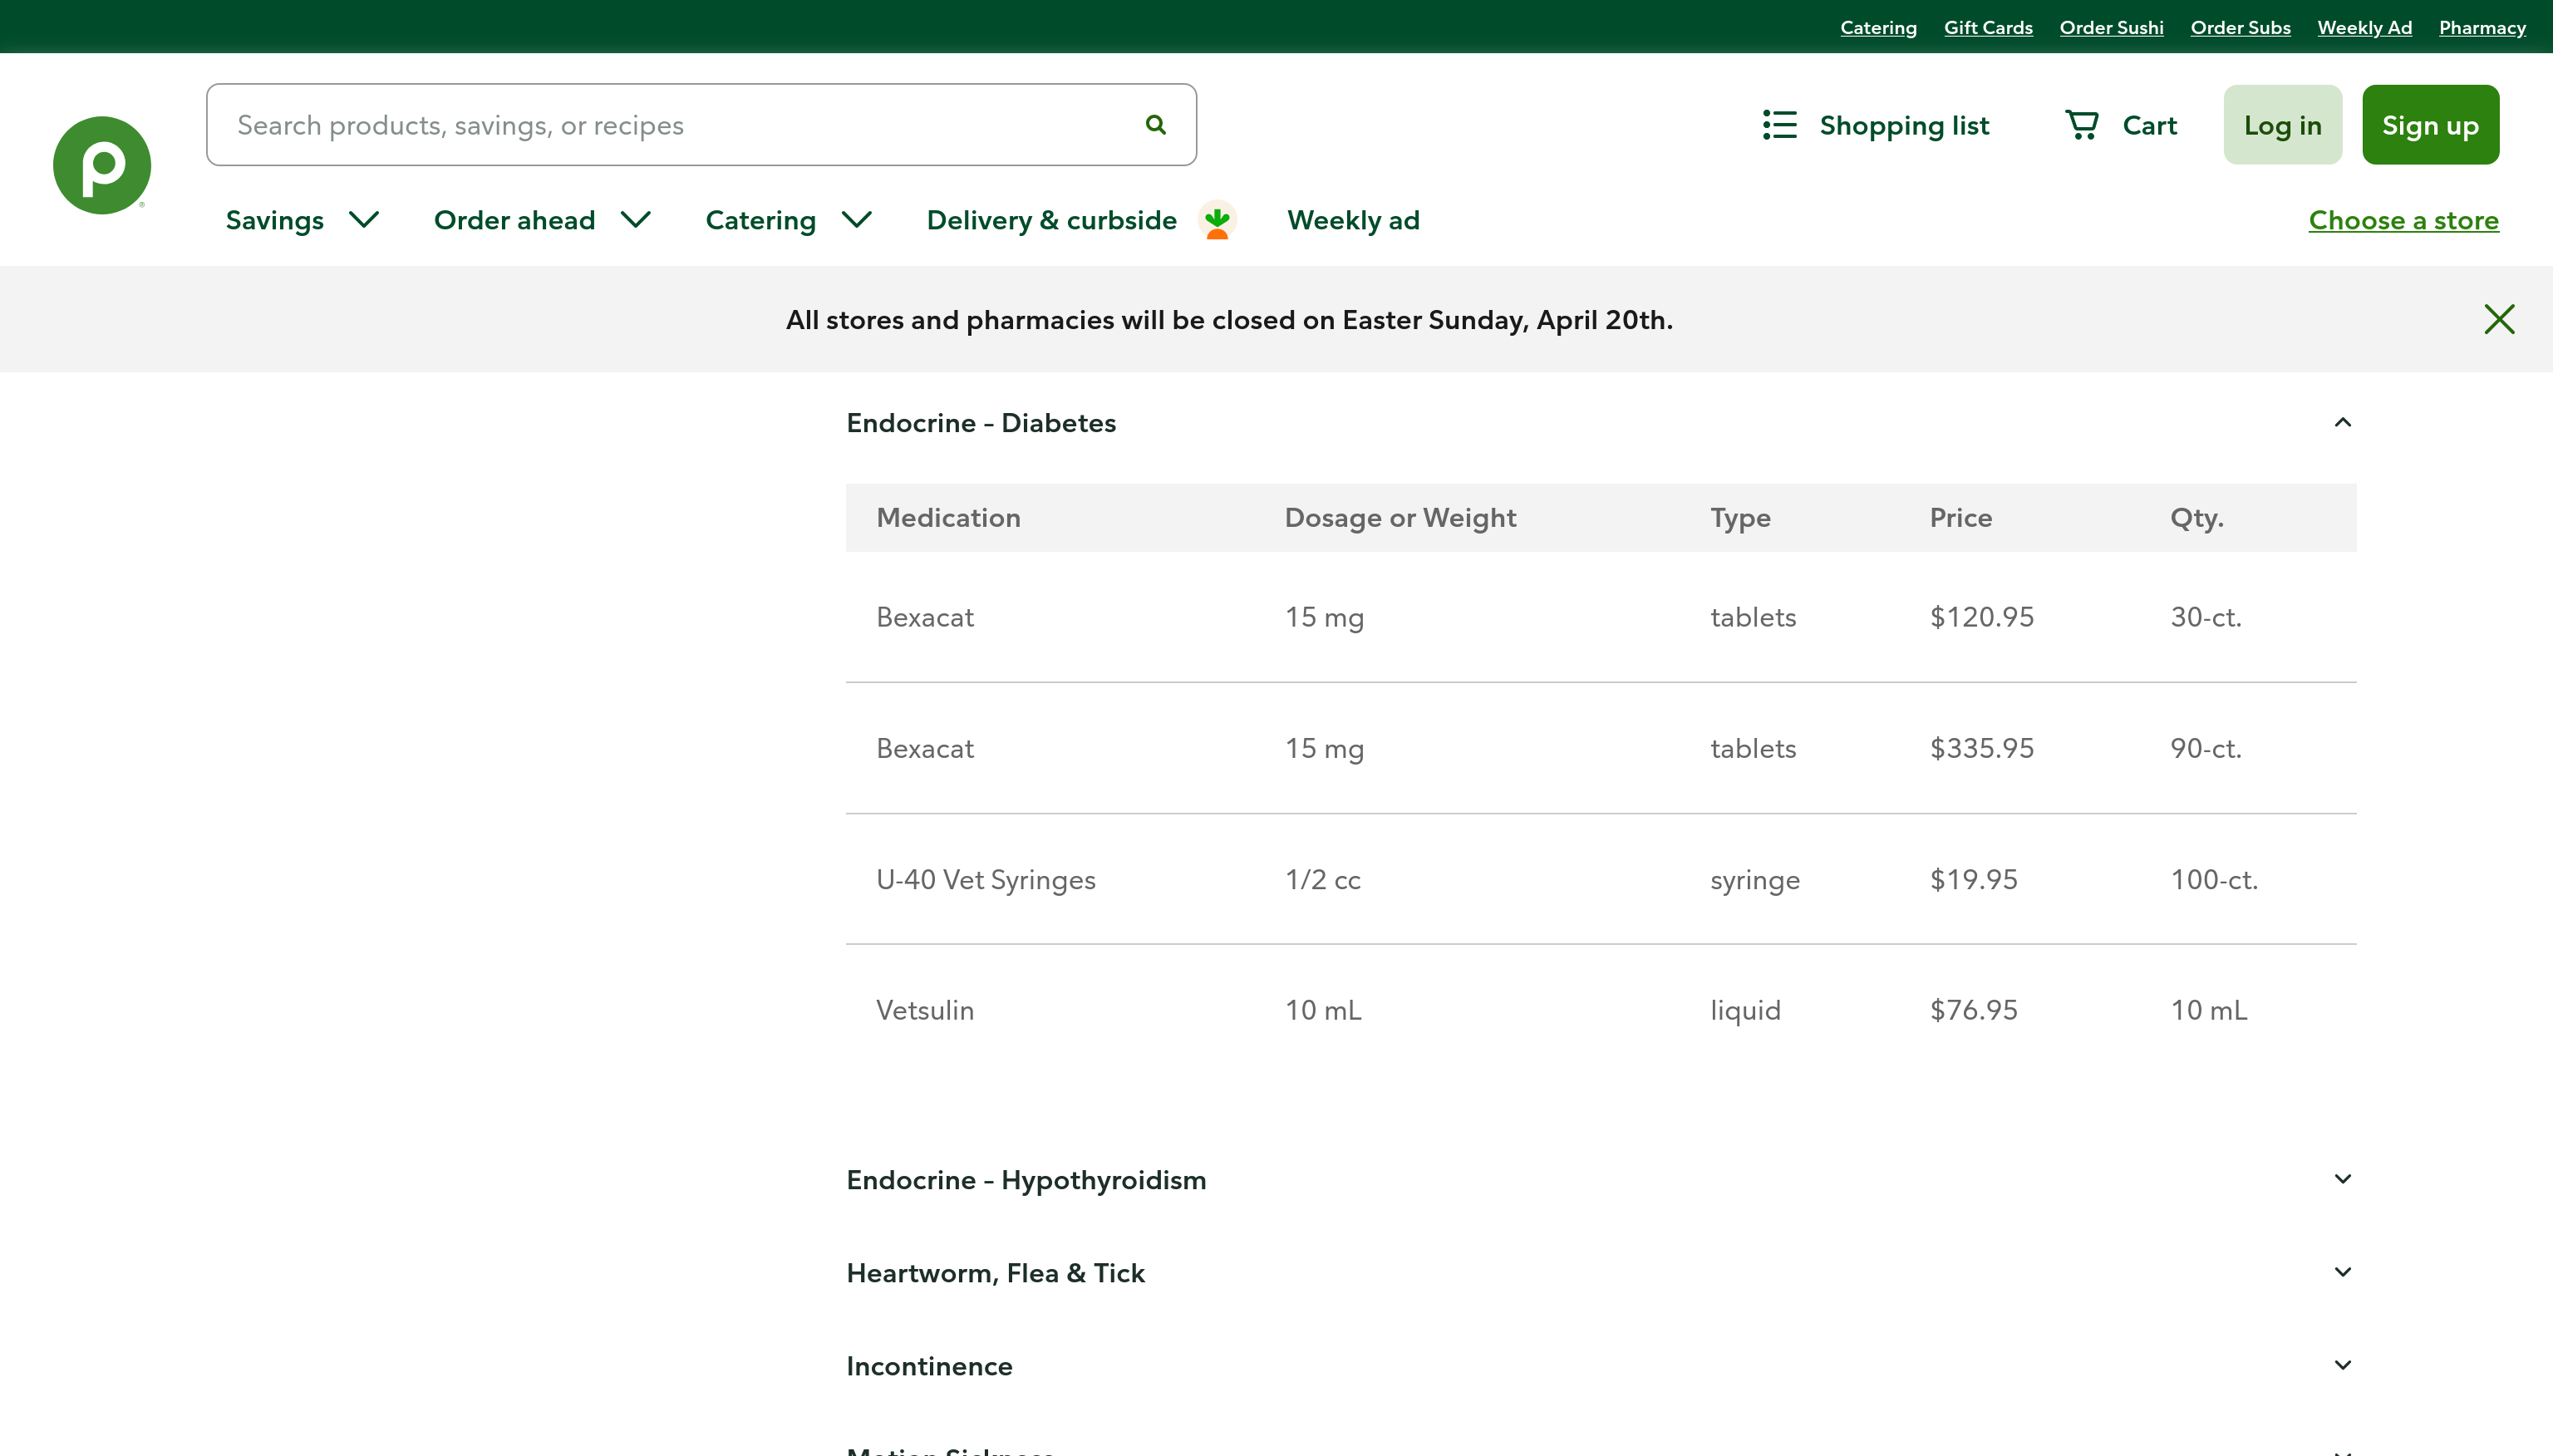 Catering Gift Cards Order Sushi Order Subs Weekly Ad Pharmacy
Search products, savings, or recipes
Shopping list Cart Log in Sign up
p
Savings Order ahead Catering Delivery & curbside Weekly ad Choose a store
All stores and pharmacies will be closed on Easter Sunday, April 20th.
Endocrine - Diabetes
Medication Dosage or Weight Type Price Qty.
Bexacat 15 mg tablets $120.95 30-ct.
Bexacat 15 mg tablets $335.95 90-ct.
U-40 Vet Syringes 1/2 cc syringe $19.95 100-ct.
Vetsulin 10 mL liquid $76.95 10 mL
Endocrine - Hypothyroidism
Heartworm, Flea & Tick
Incontinence